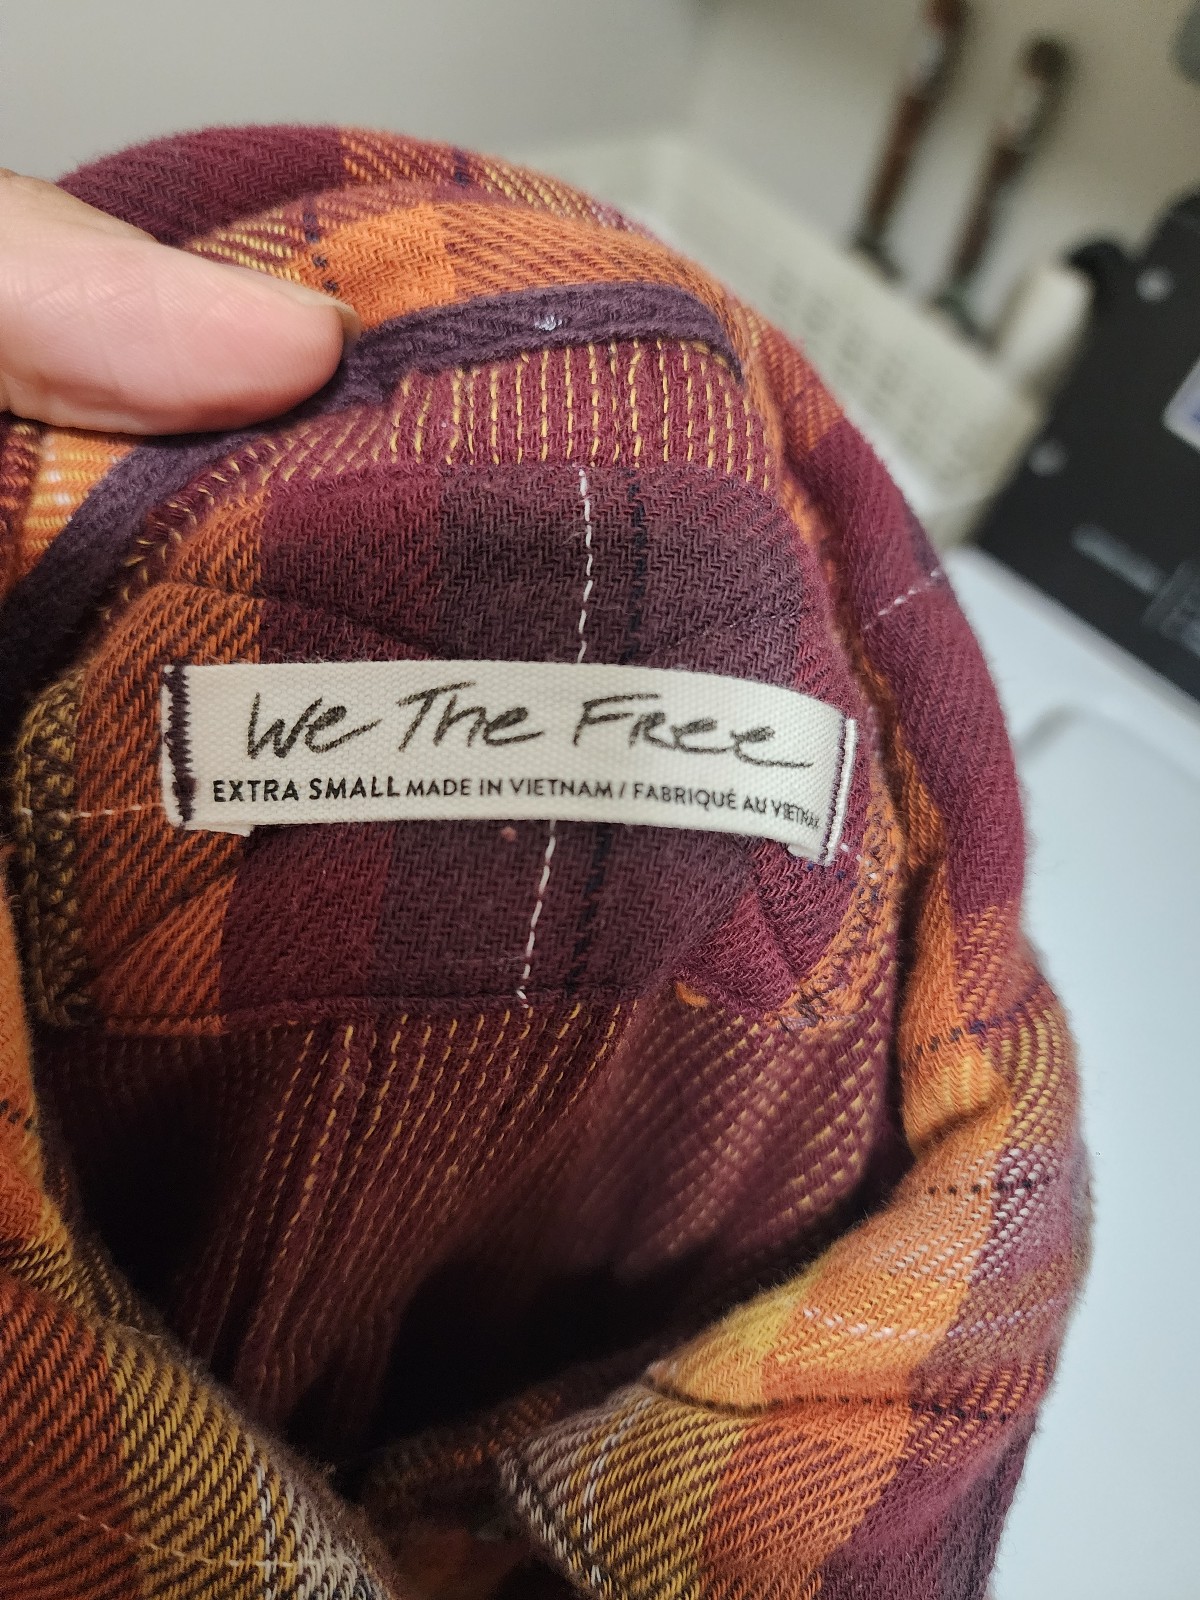 We The Free
EXTRA SMALL MADE IN VIETNAM / FABRIQUÉ AU VIETNAM